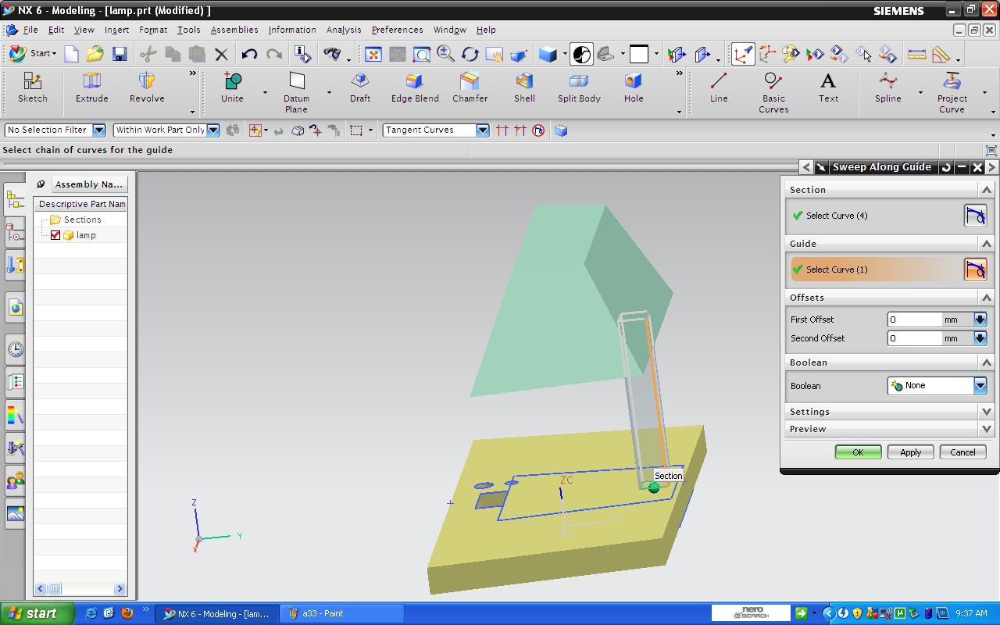 NX 6 - Modeling - [lamp.prt (Modified) ]
SIEMENS
File Edit View Insert Format Tools Assemblies Information Analysis Preferences Window Help
Start
Sketch Extrude Revolve Unite Datum Plane Draft Edge Blend Chamfer Shell Split Body Hole Line Basic Curves Text Spline Project Curve
No Selection Filter Within Work Part Only Tangent Curves
Select chain of curves for the guide
Sweep Along Guide
Assembly Na...
Descriptive Part Nam
Sections
lamp
Section
Select Curve (4)
Guide
Select Curve (1)
Offsets
First Offset 0 mm
Second Offset 0 mm
Boolean
Boolean None
Settings
Preview
OK Apply Cancel
Section
ZC
Z
Y
X
start
NX 6 - Modeling - [lam...
a33 - Paint
nero
SEARCH
9:37 AM